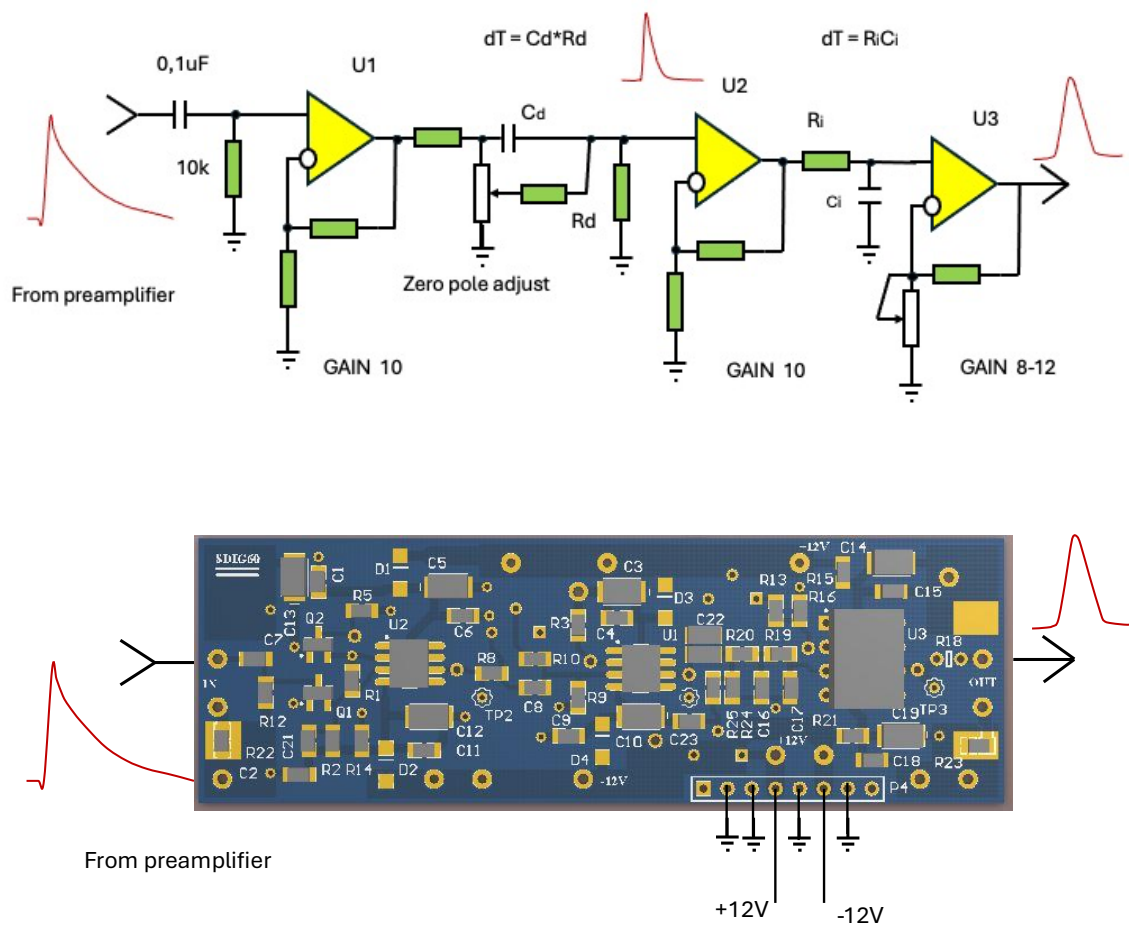 dT = Cd*Rd
dT = RiCi
0,1uF
U1
U2
Cd
Ri
U3
10k
Ci
Rd
From preamplifier
Zero pole adjust
GAIN 10
GAIN 10
GAIN 8-12
SDIG60
C13
C1
D1
C5
C3
-12V
C14
R5
Q2
U2
C6
R3
C4
D3
U1
C22
R13
R15
R16
C15
C7
R20
R19
U3
R18
IN
R12
Q1
R1
R8
R10
TP2
C8
R9
OUT
TP3
R22
C21
R2
R14
C12
C11
C9
C10
C23
R25
R24
C16
C17
R21
C19
C2
D2
D4
-12V
+12V
C18
R23
P4
From preamplifier
+12V
-12V